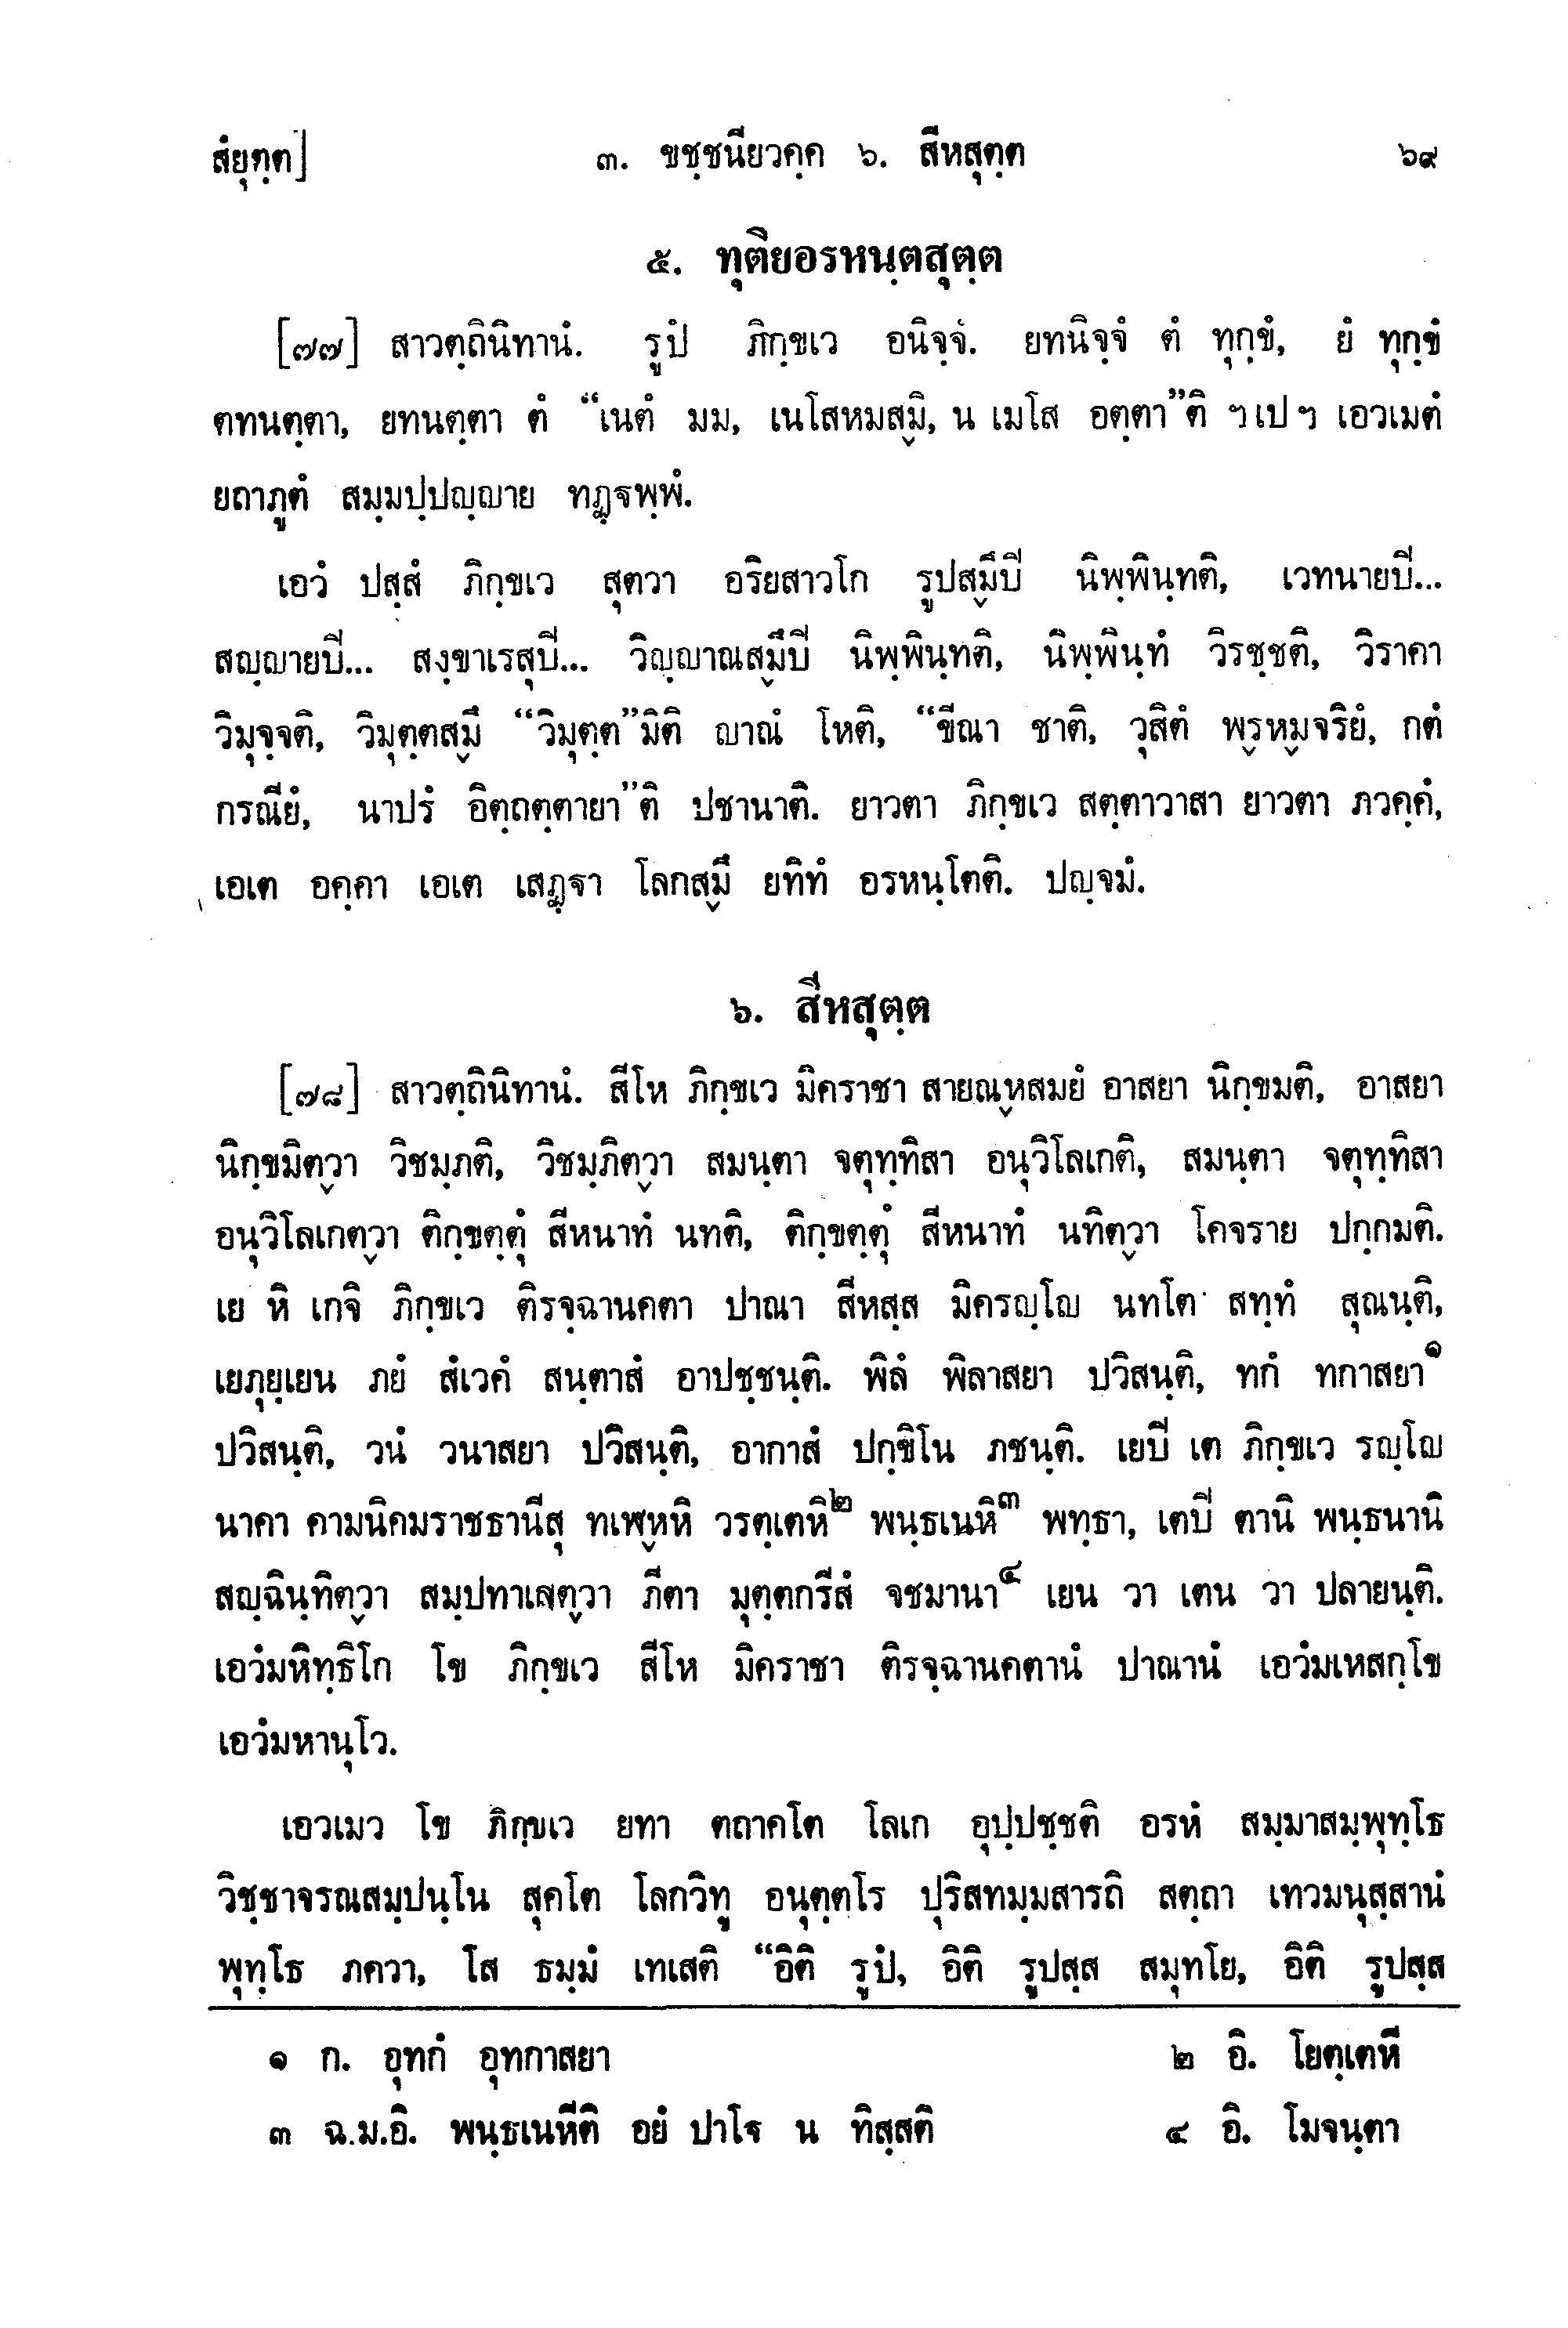 สํยุตฺต]
๓. ขชฺชนียวคฺค ๖. สีหสุตฺต
๖๙
๕. ทุติยอรหนฺตสุตฺต
[๗๗] สาวตฺถินิทานํ. รูปํ ภิกฺขเว อนิจฺจํ. ยทนิจฺจํ ตํ ทุกฺขํ, ยํ ทุกฺขํ
ตทนตฺตา, ยทนตฺตา ตํ “เนตํ มม, เนโสหมสฺมิ, น เมโส อตฺตา”ติ ฯเปฯ เอวเมตํ
ยถาภูตํ สมฺมปฺปญฺญาย ทฏฺฐพฺพํ.
เอวํ ปสฺสํ ภิกฺขเว สุตวา อริยสาวโก รูปสฺมึปิ นิพฺพินฺทติ, เวทนายปิ...
สญฺญายปิ... สงฺขาเรสุปิ... วิญฺญาณสฺมึปิ นิพฺพินฺทติ, นิพฺพินฺทํ วิรชฺชติ, วิราคา
วิมุจฺจติ, วิมุตฺตสฺมึ “วิมุตฺต”มิติ ญาณํ โหติ, “ขีณา ชาติ, วุสิตํ พฺรหฺมจริยํ, กตํ
กรณียํ, นาปรํ อิตฺถตฺตายา”ติ ปชานาติ. ยาวตา ภิกฺขเว สตฺตาวาสา ยาวตา ภวคฺคํ,
เอเต อคฺคา เอเต เสฏฺฐา โลกสฺมึ ยทิทํ อรหนฺโตติ. ปญฺจมํ.
๖. สีหสุตฺต
[๗๘] สาวตฺถินิทานํ. สีโห ภิกฺขเว มิคราชา สายณฺหสมยํ อาสยา นิกฺขมติ, อาสยา
นิกฺขมิตฺวา วิชมฺภติ, วิชมฺภิตฺวา สมนฺตา จตุทฺทิสา อนุวิโลเกติ, สมนฺตา จตุทฺทิสา
อนุวิโลเกตฺวา ติกฺขตฺตุํ สีหนาทํ นทติ, ติกฺขตฺตุํ สีหนาทํ นทิตฺวา โคจราย ปกฺกมติ.
เย หิ เกจิ ภิกฺขเว ติรจฺฉานคตา ปาณา สีหสฺส มิครญฺโญ นทโต สทฺทํ สุณนฺติ,
เยภุยฺเยน ภยํ สํเวคํ สนฺตาสํ อาปชฺชนฺติ. พิลํ พิลาสยา ปวิสนฺติ, ทกํ ทกาสยา๑
ปวิสนฺติ, วนํ วนาสยา ปวิสนฺติ, อากาสํ ปกฺขิโน ภชนฺติ. เยปิ เต ภิกฺขเว รญฺโญ
นาคา คามนิคมราชธานีสุ ทเฬฺหหิ วรตฺเตหิ๒ พนฺธเนหิ๓ พทฺธา, เตปิ ตานิ พนฺธนานิ
สญฺฉินฺทิตฺวา สมฺปทาเลตฺวา ภีตา มุตฺตกรีสํ จชมานา๔ เยน วา เตน วา ปลายนฺติ.
เอวํมหิทฺธิโก โข ภิกฺขเว สีโห มิคราชา ติรจฺฉานคตานํ ปาณานํ เอวํมเหสกฺโข
เอวํมหานุโว.
เอวเมว โข ภิกฺขเว ยทา ตถาคโต โลเก อุปฺปชฺชติ อรหํ สมฺมาสมฺพุทฺโธ
วิชฺชาจรณสมฺปนฺโน สุคโต โลกวิทู อนุตฺตโร ปุริสทมฺมสารถิ สตฺถา เทวมนุสฺสานํ
พุทฺโธ ภควา, โส ธมฺมํ เทเสติ “อิติ รูปํ, อิติ รูปสฺส สมุทโย, อิติ รูปสฺส
๑ ก. อุทกํ อุทกาสยา
๒ อิ. โยตฺเตหิ
๓ ฉ.ม.อิ. พนฺธเนหีติ อยํ ปาโฐ น ทิสฺสติ
๔ อิ. โมจนฺตา